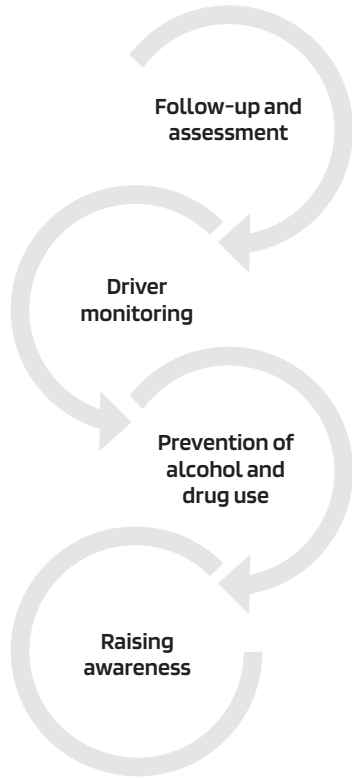 Follow-up and
assessment
Driver
monitoring
Prevention of
alcohol and
drug use
Raising
awareness